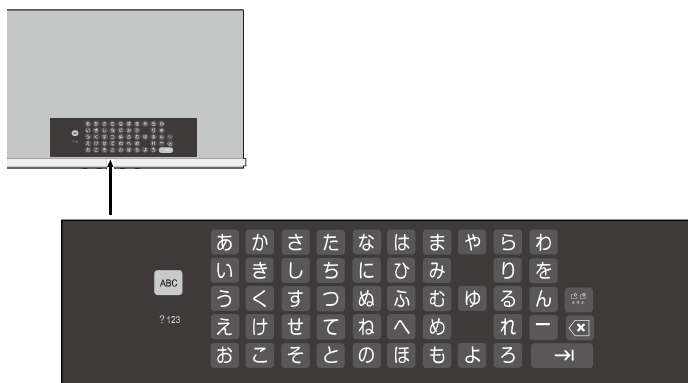 あ か さ た な は ま や ら わ
い き し ち に ひ み り を
ABC
う く す つ ぬ ふ む ゆ る ん
? 123
え け せ て ね へ め れ ー
お こ そ と の ほ も よ ろ